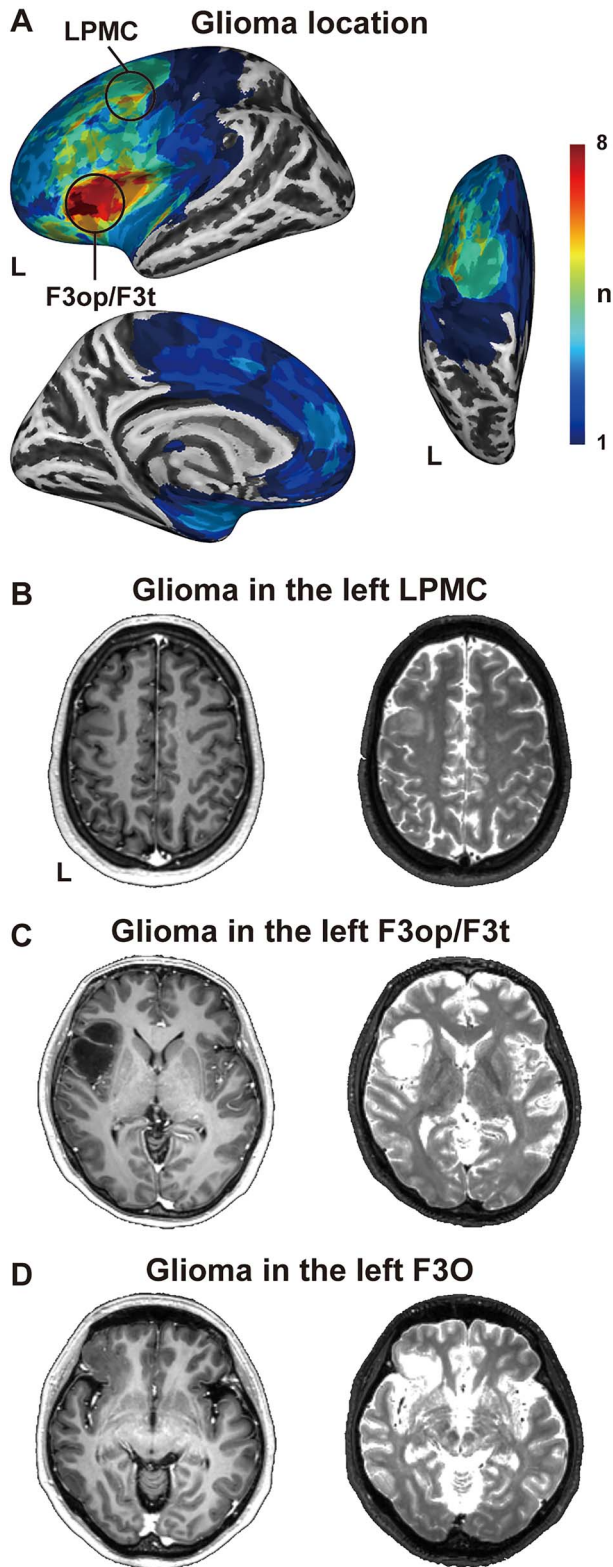 A
Glioma location
LPMC
8
L
F3op/F3t
n
L
1
B
Glioma in the left LPMC
L
C
Glioma in the left F3op/F3t
D
Glioma in the left F3O